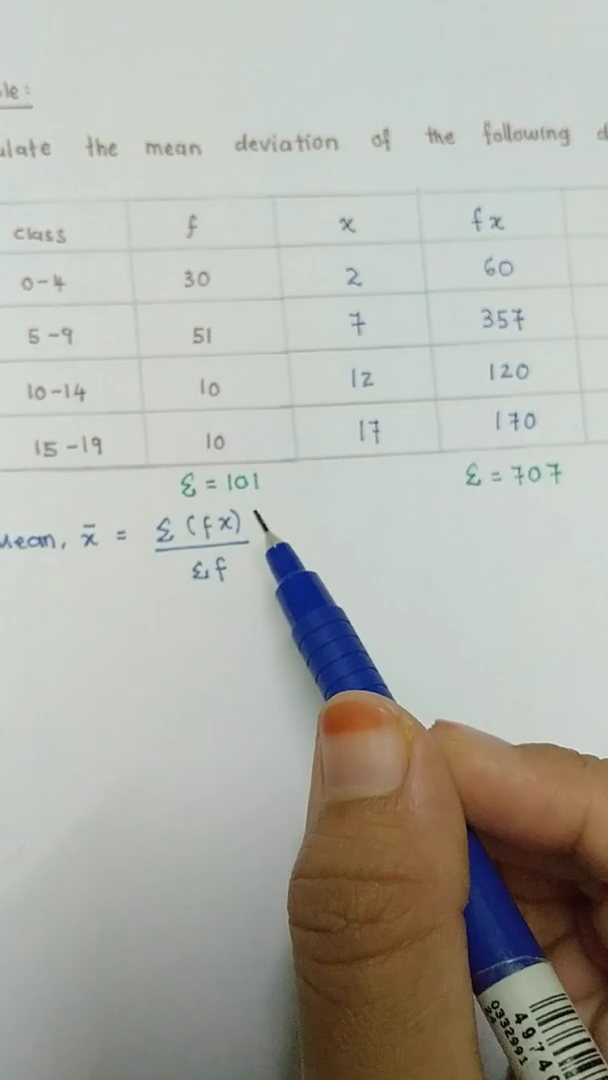 le:
ulate the mean deviation of the following d
class f x fx
0-4 30 2 60
5-9 51 7 357
10-14 10 12 120
15-19 10 17 170
Σ = 101 Σ = 707
Mean, x̄ = Σ (fx)
Σf